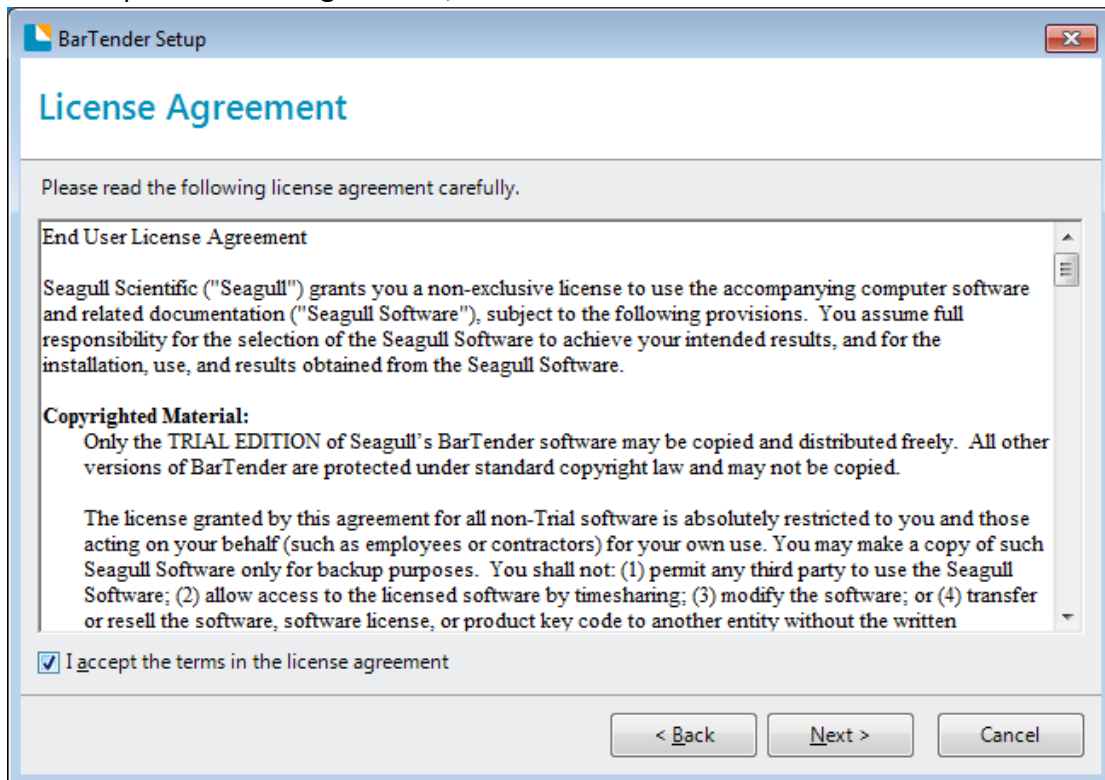 BarTender Setup
License Agreement
Please read the following license agreement carefully.
End User License Agreement
Seagull Scientific ("Seagull") grants you a non-exclusive license to use the accompanying computer software
and related documentation ("Seagull Software"), subject to the following provisions.  You assume full
responsibility for the selection of the Seagull Software to achieve your intended results, and for the
installation, use, and results obtained from the Seagull Software.
Copyrighted Material:
Only the TRIAL EDITION of Seagull's BarTender software may be copied and distributed freely.  All other
versions of BarTender are protected under standard copyright law and may not be copied.
The license granted by this agreement for all non-Trial software is absolutely restricted to you and those
acting on your behalf (such as employees or contractors) for your own use. You may make a copy of such
Seagull Software only for backup purposes.  You shall not: (1) permit any third party to use the Seagull
Software; (2) allow access to the licensed software by timesharing; (3) modify the software; or (4) transfer
or resell the software, software license, or product key code to another entity without the written
I accept the terms in the license agreement
< Back
Next >
Cancel